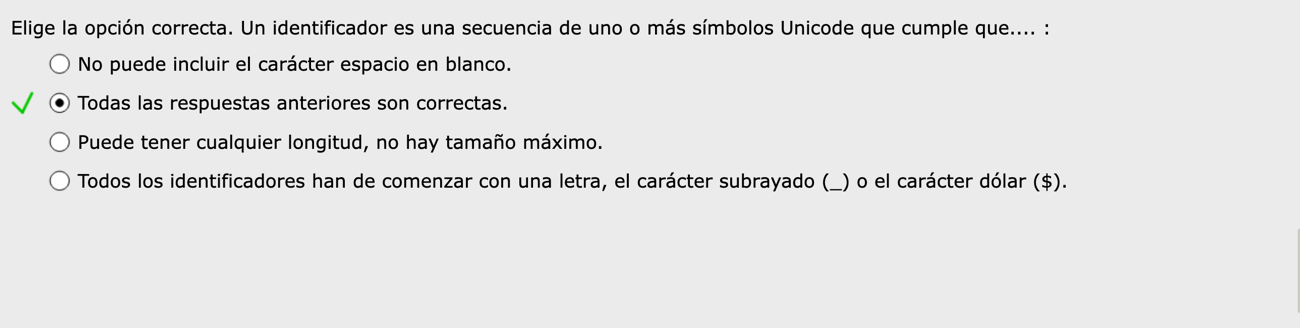 Elige la opción correcta. Un identificador es una secuencia de uno o más símbolos Unicode que cumple que.... :
No puede incluir el carácter espacio en blanco.
Todas las respuestas anteriores son correctas.
Puede tener cualquier longitud, no hay tamaño máximo.
Todos los identificadores han de comenzar con una letra, el carácter subrayado (_) o el carácter dólar ($).